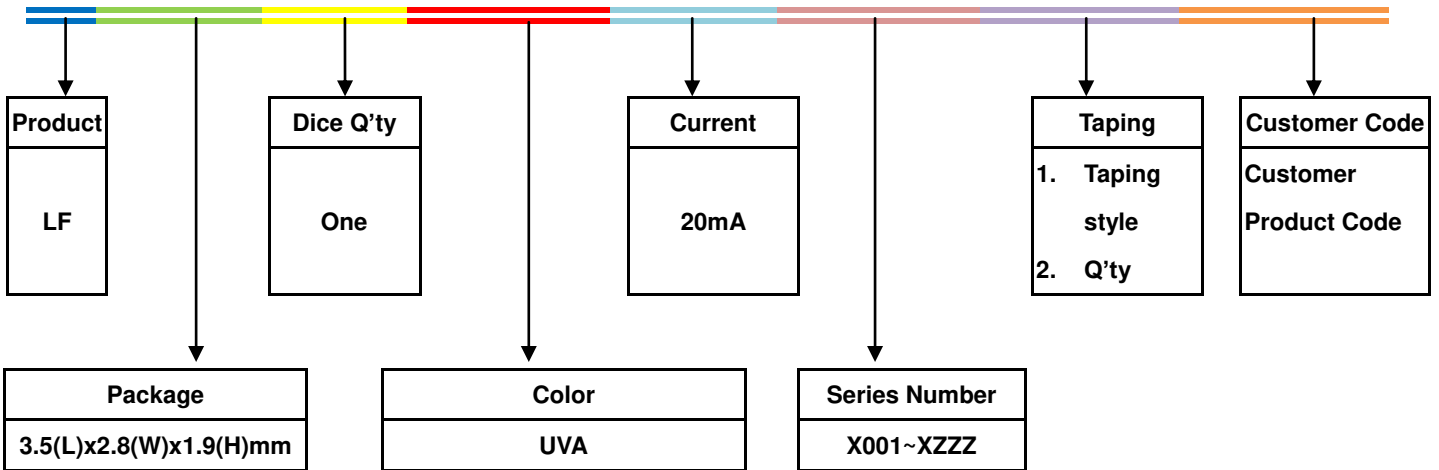 Product
LF
Dice Q'ty
One
Current
20mA
Taping
1. Taping
style
2. Q'ty
Customer Code
Customer
Product Code
Package
3.5(L)x2.8(W)x1.9(H)mm
Color
UVA
Series Number
X001~XZZZ